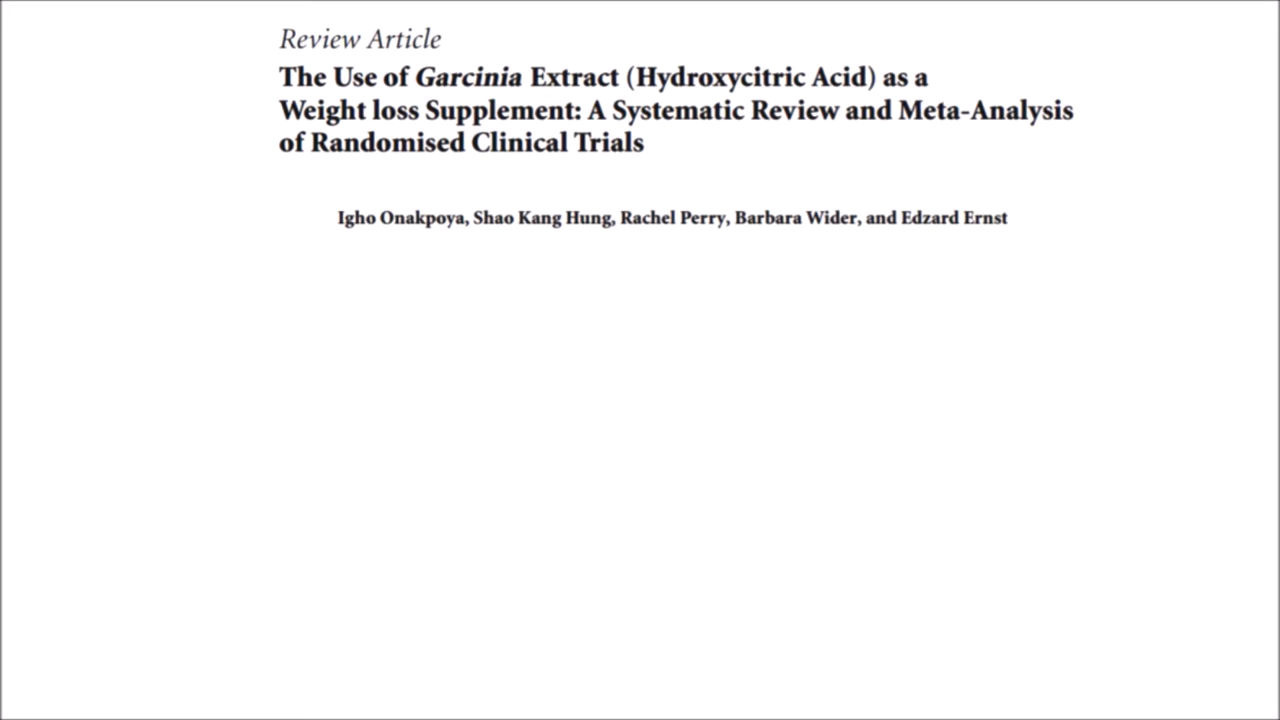 Review Article
The Use of Garcinia Extract (Hydroxycitric Acid) as a
Weight loss Supplement: A Systematic Review and Meta-Analysis
of Randomised Clinical Trials
Igho Onakpoya, Shao Kang Hung, Rachel Perry, Barbara Wider, and Edzard Ernst